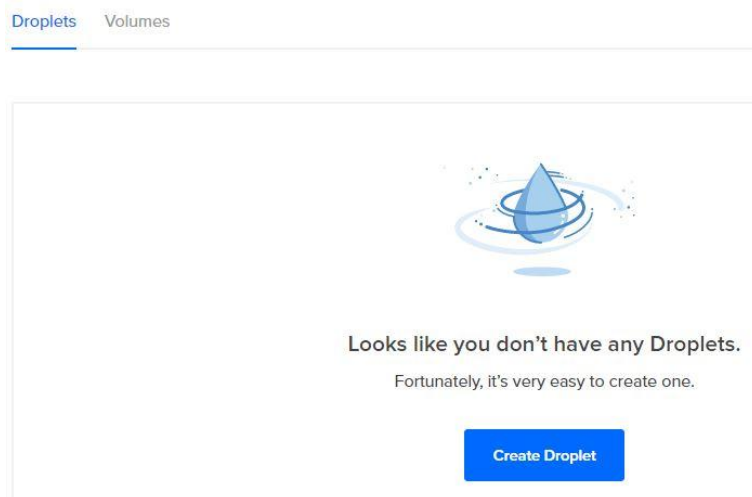 Droplets Volumes
Looks like you don’t have any Droplets.
Fortunately, it’s very easy to create one.
Create Droplet